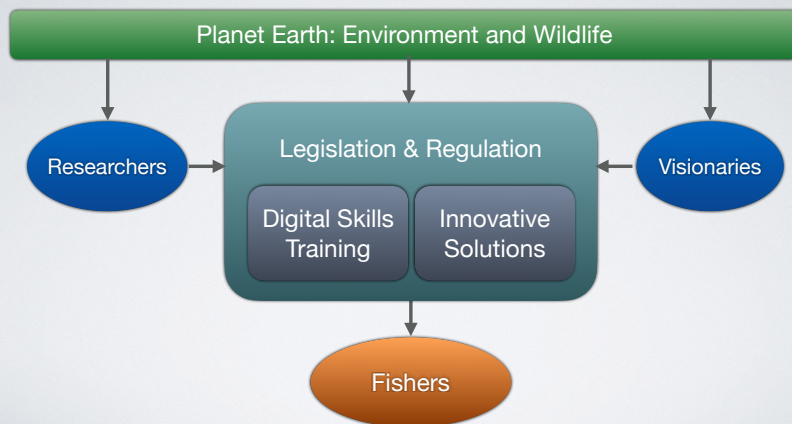 Planet Earth: Environment and Wildlife
Researchers
Legislation & Regulation
Visionaries
Digital Skills
Training
Innovative
Solutions
Fishers